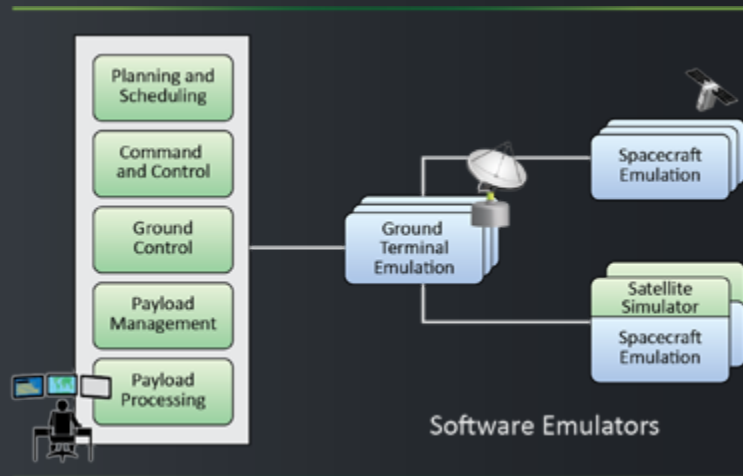 Planning and
Scheduling
Command
and Control
Ground
Control
Payload
Management
Payload
Processing
Ground
Terminal
Emulation
Spacecraft
Emulation
Satellite
Simulator
Spacecraft
Emulation
Software Emulators